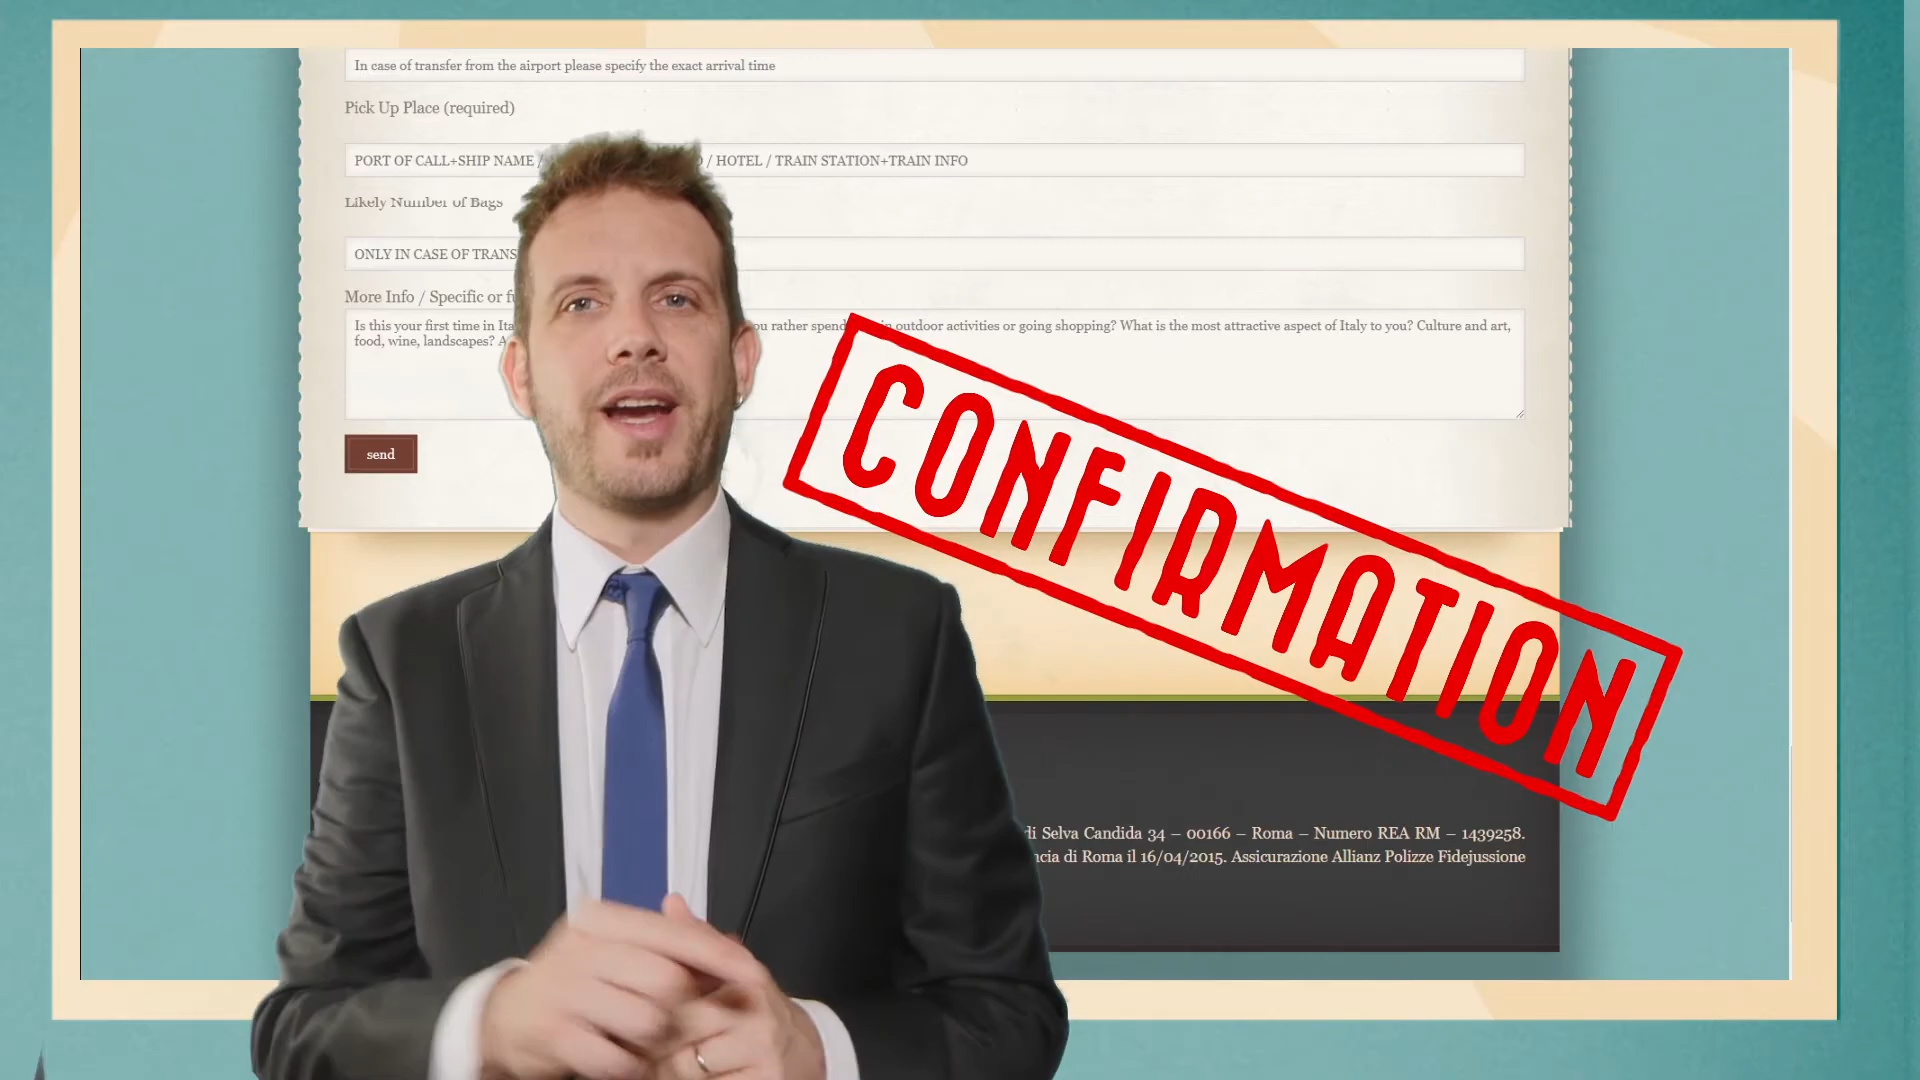 In case of transfer from the airport please specify the exact arrival time
Pick Up Place (required)
PORT OF CALL+SHIP NAME / / HOTEL / TRAIN STATION+TRAIN INFO
Likely Number of Bags
ONLY IN CASE OF
More Info / Specific or
Is this your first time in rather spend outdoor activities or going shopping? What is the most attractive aspect of Italy to you? Culture and art,
food, wine, landscapes?
send
CONFIRMATION
di Selva Candida 34 – 00166 – Roma – Numero REA RM – 1439258.
di Roma il 16/04/2015. Assicurazione Allianz Polizze Fidejussione